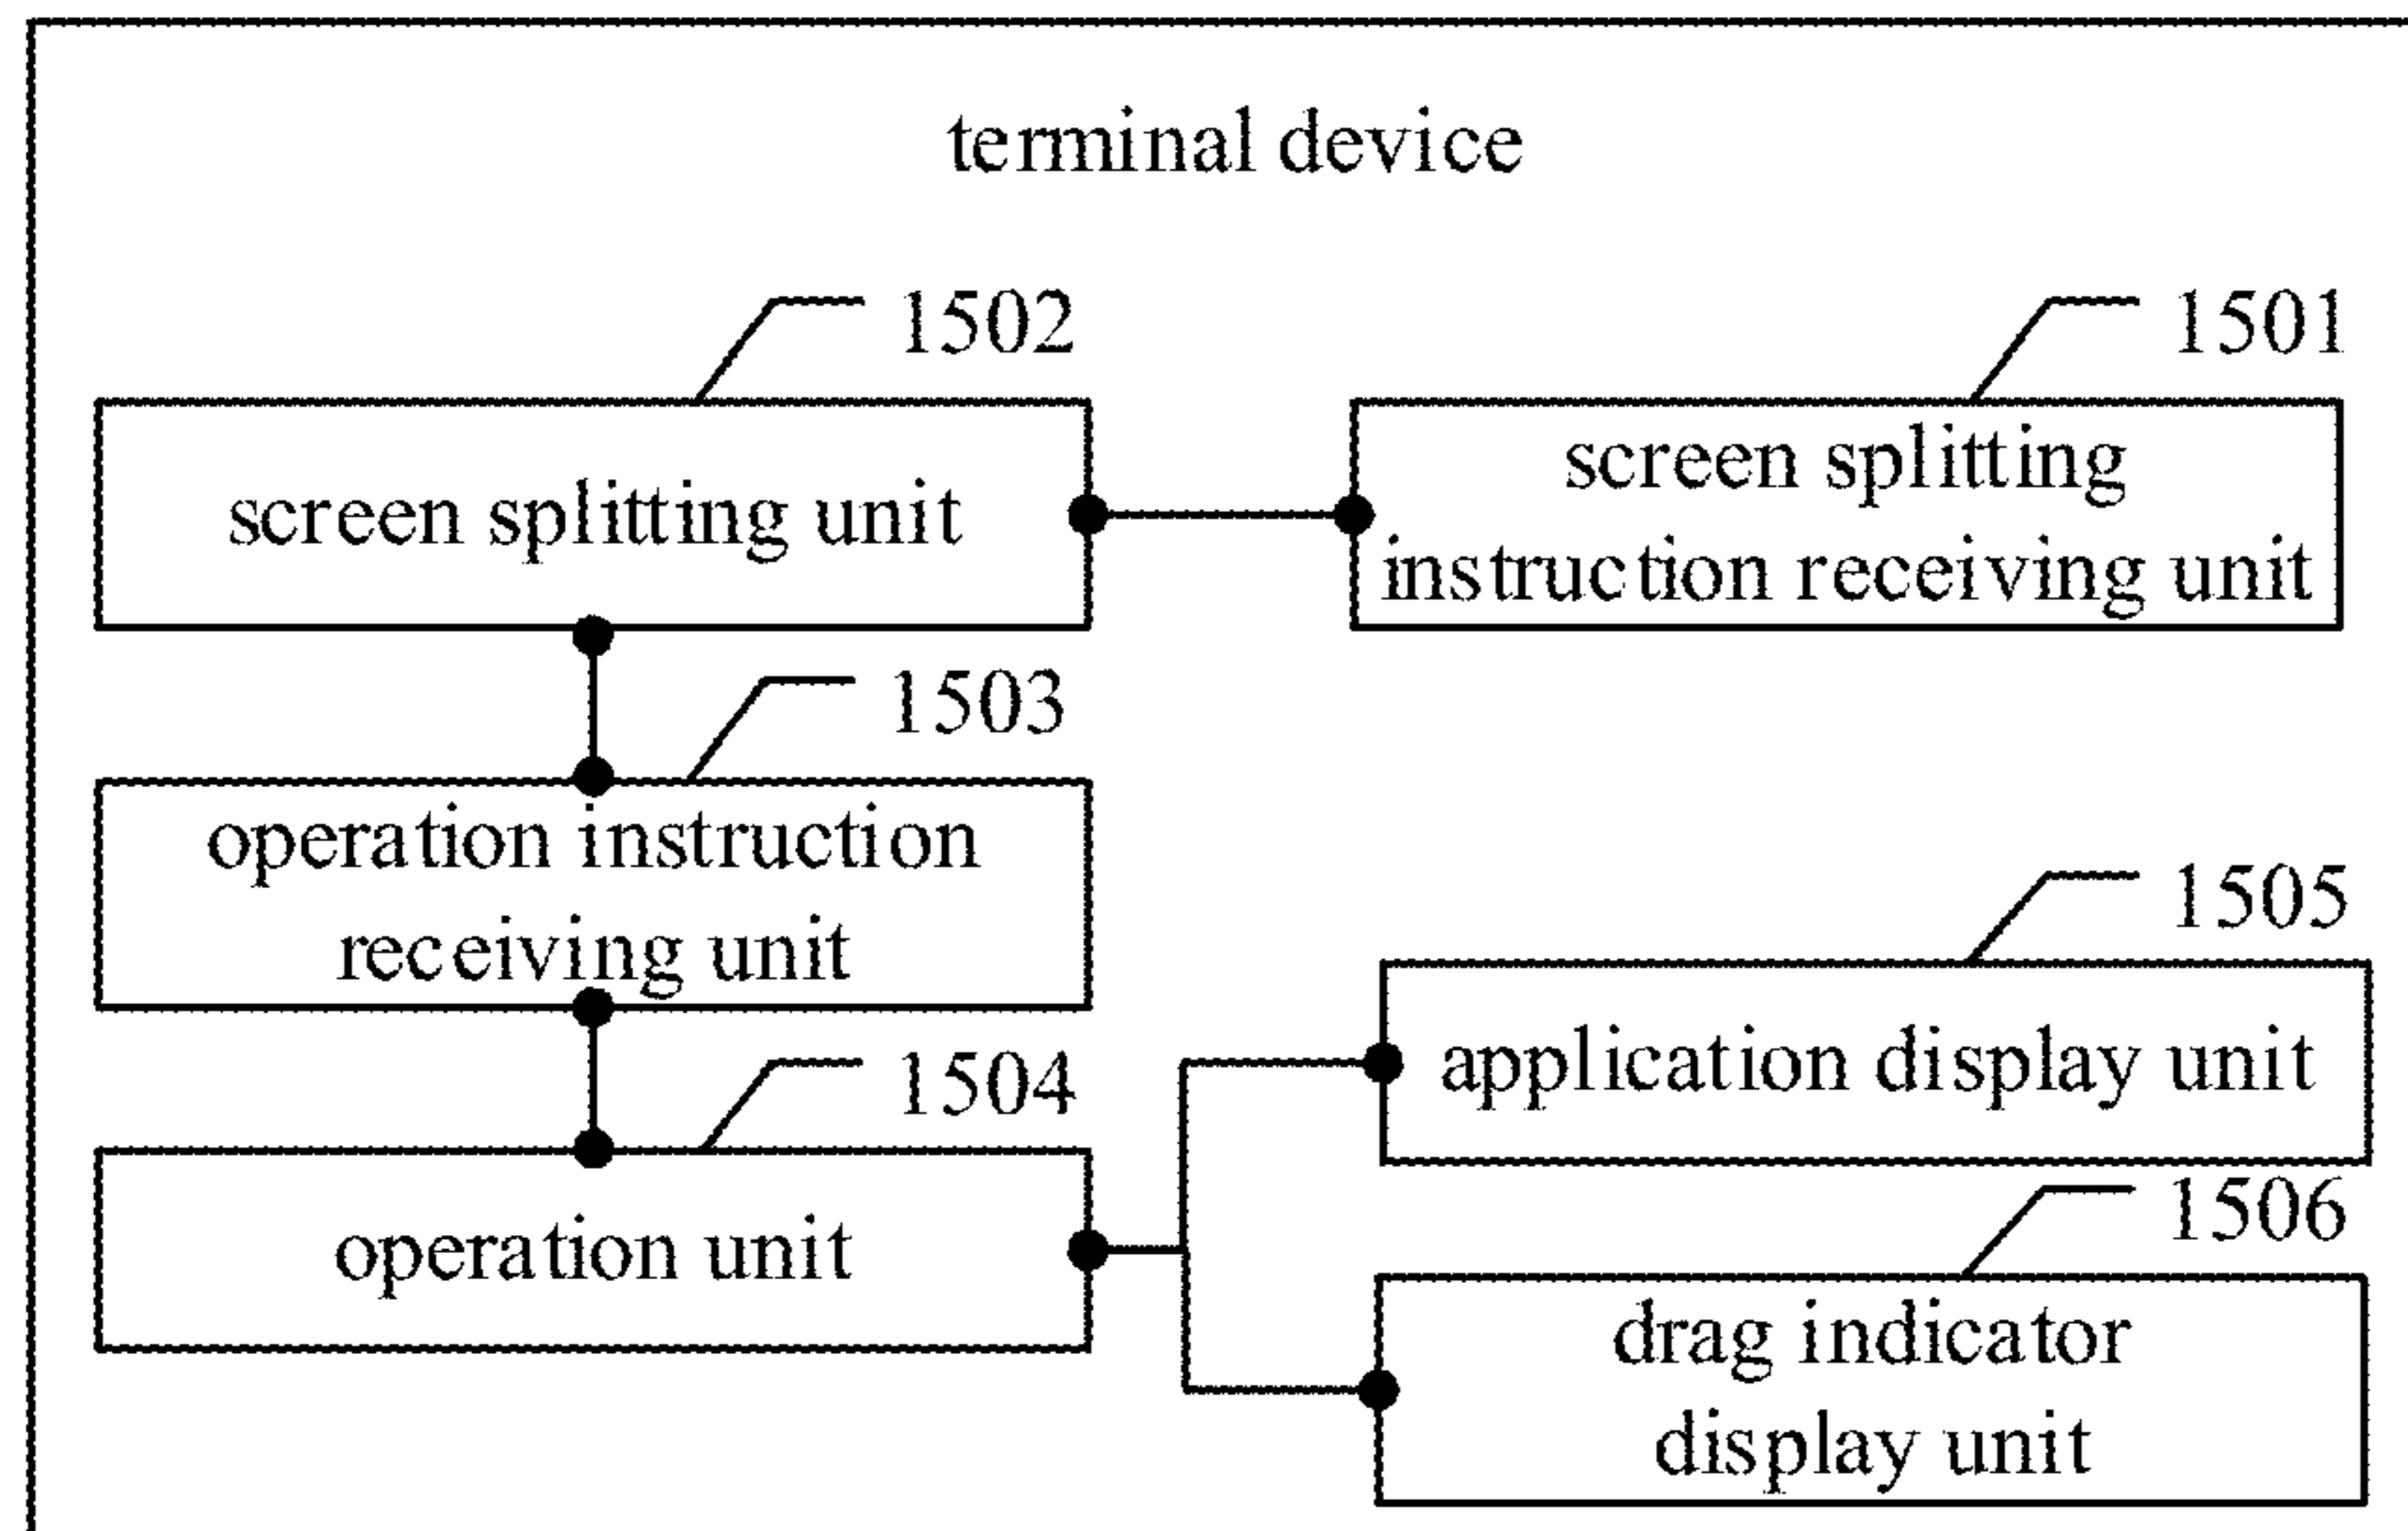 terminal device
1502
1501
screen splitting unit
screen splitting
instruction receiving unit
1503
operation instruction
receiving unit
1505
application display unit
1504
operation unit
1506
drag indicator
display unit